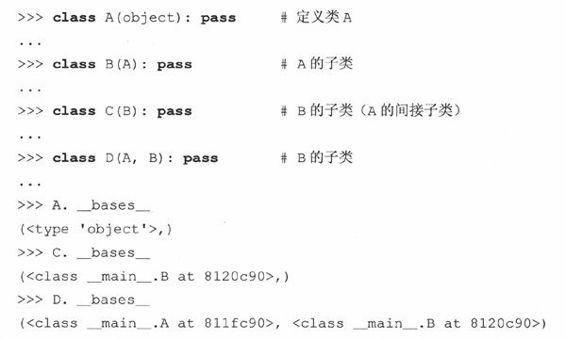 >>> class A(object): pass # 定义类A
...
>>> class B(A): pass # A的子类
...
>>> class C(B): pass # B的子类（A的间接子类）
...
>>> class D(A, B): pass # B的子类
...
>>> A. __bases__
(<type 'object'>,)
>>> C. __bases__
(<class __main__.B at 8120c90>,)
>>> D. __bases__
(<class __main__.A at 811fc90>, <class __main__.B at 8120c90>)